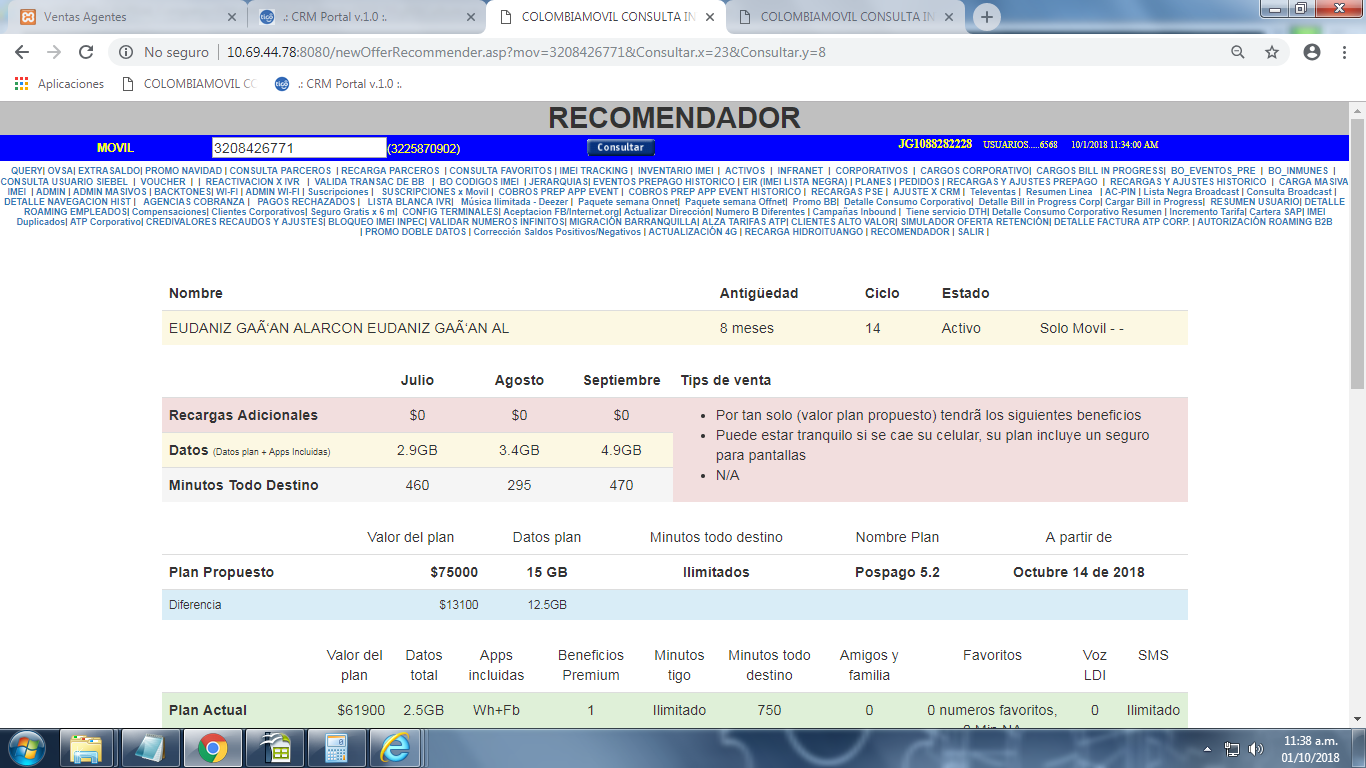 Ventas Agentes
.: CRM Portal v.1.0 :.
COLOMBIAMOVIL CONSULTA IN
COLOMBIAMOVIL CONSULTA IN
No seguro
10.69.44.78:8080/newOfferRecommender.asp?mov=3208426771&Consultar.x=23&Consultar.y=8
Aplicaciones
COLOMBIAMOVIL CO
.: CRM Portal v.1.0 :.
RECOMENDADOR
MOVIL 3208426771 (3225870902) Consultar JG1088282228 USUARIOS.....6568 10/1/2018 11:34:00 AM
QUERY| OVSA| EXTRASALDO| PROMO NAVIDAD | CONSULTA PARCEROS | RECARGA PARCEROS | CONSULTA FAVORITOS | IMEI TRACKING | INVENTARIO IMEI | ACTIVOS | INFRANET | CORPORATIVOS | CARGOS CORPORATIVO| CARGOS BILL IN PROGRESS| BO_EVENTOS_PRE | BO_INMUNES |
CONSULTA USUARIO SIEBEL | VOUCHER | | REACTIVACION X IVR | VALIDA TRANSAC DE BB | BO CODIGOS IMEI | JERARQUIAS| EVENTOS PREPAGO HISTORICO | EIR (IMEI LISTA NEGRA) | PLANES | PEDIDOS | RECARGAS Y AJUSTES PREPAGO | RECARGAS Y AJUSTES HISTORICO | CARGA MASIVA
IMEI | ADMIN | ADMIN MASIVOS | BACKTONES| WI-FI | ADMIN WI-FI | Suscripciones | SUSCRIPCIONES x Movil | COBROS PREP APP EVENT | COBROS PREP APP EVENT HISTORICO | RECARGAS PSE | AJUSTE X CRM | Televentas | Resumen Linea | AC-PIN | Lista Negra Broadcast | Consulta Broadcast |
DETALLE NAVEGACION HIST | AGENCIAS COBRANZA | PAGOS RECHAZADOS | LISTA BLANCA IVR| Música Ilimitada - Deezer | Paquete semana Onnet| Paquete semana Offnet| Promo BB| Detalle Consumo Corporativo| Detalle Bill in Progress Corp| Cargar Bill in Progress| RESUMEN USUARIO| DETALLE
ROAMING EMPLEADOS| Compensaciones| Clientes Corporativos| Seguro Gratis x 6 m| CONFIG TERMINALES| Aceptacion FB/Internet.org| Actualizar Dirección| Numero B Diferentes | Campañas Inbound | Tiene servicio DTH| Detalle Consumo Corporativo Resumen | Incremento Tarifa| Cartera SAP| IMEI
Duplicados| ATP Corporativo| CREDIVALORES RECAUDOS Y AJUSTES| BLOQUEO IMEI INPEC| VALIDAR NUMEROS INFINITOS| MIGRACIÓN BARRANQUILLA| ALZA TARIFAS ATP| CLIENTES ALTO VALOR| SIMULADOR OFERTA RETENCIÓN| DETALLE FACTURA ATP CORP. | AUTORIZACIÓN ROAMING B2B
| PROMO DOBLE DATOS | Corrección Saldos Positivos/Negativos | ACTUALIZACIÓN 4G | RECARGA HIDROITUANGO | RECOMENDADOR | SALIR |
Nombre Antigüedad Ciclo Estado
EUDANIZ GAÃ‘AN ALARCON EUDANIZ GAÃ‘AN AL 8 meses 14 Activo Solo Movil - -
Julio Agosto Septiembre Tips de venta
Recargas Adicionales $0 $0 $0
• Por tan solo (valor plan propuesto) tendrã los siguientes beneficios
• Puede estar tranquilo si se cae su celular, su plan incluye un seguro
para pantallas
• N/A
Datos (Datos plan + Apps Incluidas) 2.9GB 3.4GB 4.9GB
Minutos Todo Destino 460 295 470
Valor del plan Datos plan Minutos todo destino Nombre Plan A partir de
Plan Propuesto $75000 15 GB Ilimitados Pospago 5.2 Octubre 14 de 2018
Diferencia $13100 12.5GB
Valor del plan Datos total Apps incluidas Beneficios Premium Minutos tigo Minutos todo destino Amigos y familia Favoritos Voz LDI SMS
Plan Actual $61900 2.5GB Wh+Fb 1 Ilimitado 750 0 0 numeros favoritos, 0 Ilimitado
11:38 a.m.
01/10/2018